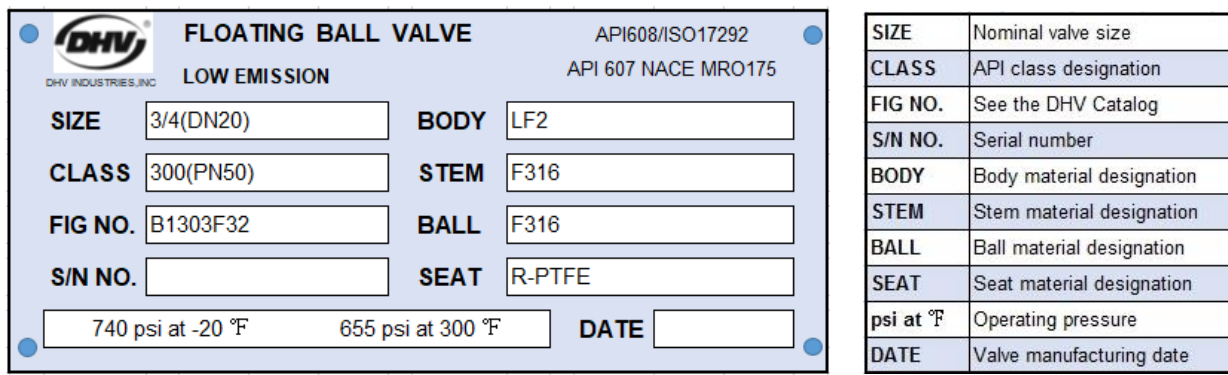 DHV
DHV INDUSTRIES,INC
FLOATING BALL VALVE
LOW EMISSION
API608/ISO17292
API 607 NACE MRO175
SIZE 3/4(DN20) BODY LF2
CLASS 300(PN50) STEM F316
FIG NO. B1303F32 BALL F316
S/N NO. SEAT R-PTFE
740 psi at -20 ℉ 655 psi at 300 ℉ DATE
SIZE Nominal valve size
CLASS API class designation
FIG NO. See the DHV Catalog
S/N NO. Serial number
BODY Body material designation
STEM Stem material designation
BALL Ball material designation
SEAT Seat material designation
psi at ℉ Operating pressure
DATE Valve manufacturing date